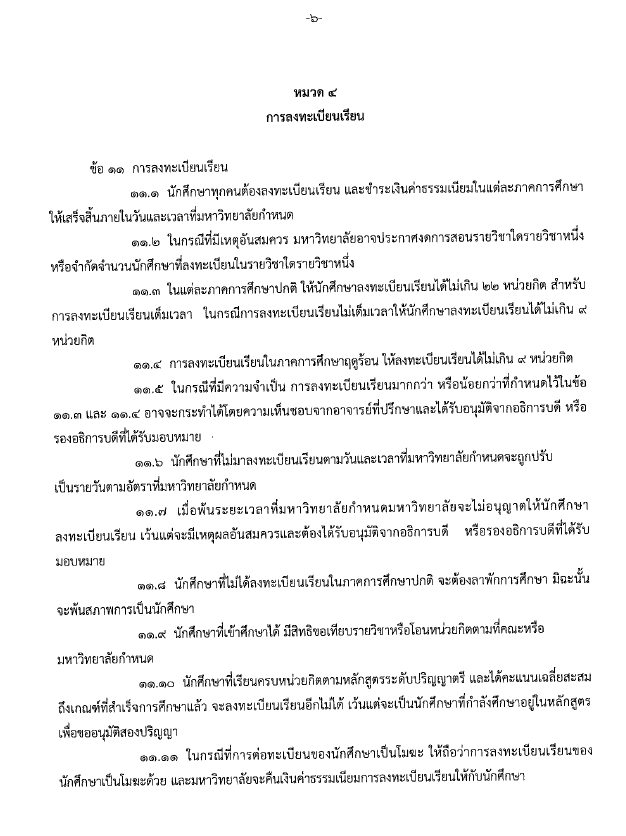 -๖-
หมวด ๔
การลงทะเบียนเรียน
ข้อ ๑๑ การลงทะเบียนเรียน
๑๑.๑ นักศึกษาทุกคนต้องลงทะเบียนเรียน และชำระเงินค่าธรรมเนียมในแต่ละภาคการศึกษา
ให้เสร็จสิ้นภายในวันและเวลาที่มหาวิทยาลัยกำหนด
๑๑.๒ ในกรณีที่มีเหตุอันสมควร มหาวิทยาลัยอาจประกาศงดการสอนรายวิชาใดรายวิชาหนึ่ง
หรือจำกัดจำนวนนักศึกษาที่ลงทะเบียนในรายวิชาใดรายวิชาหนึ่ง
๑๑.๓ ในแต่ละภาคการศึกษาปกติ ให้นักศึกษาลงทะเบียนเรียนได้ไม่เกิน ๒๒ หน่วยกิต สำหรับ
การลงทะเบียนเรียนเต็มเวลา ในกรณีการลงทะเบียนเรียนไม่เต็มเวลาให้นักศึกษาลงทะเบียนเรียนได้ไม่เกิน ๙
หน่วยกิต
๑๑.๔ การลงทะเบียนเรียนในภาคการศึกษาฤดูร้อน ให้ลงทะเบียนเรียนได้ไม่เกิน ๙ หน่วยกิต
๑๑.๕ ในกรณีที่มีความจำเป็น การลงทะเบียนเรียนมากกว่า หรือน้อยกว่าที่กำหนดไว้ในข้อ
๑๑.๓ และ ๑๑.๔ อาจจะกระทำได้โดยความเห็นชอบจากอาจารย์ที่ปรึกษาและได้รับอนุมัติจากอธิการบดี หรือ
รองอธิการบดีที่ได้รับมอบหมาย
๑๑.๖ นักศึกษาที่ไม่มาลงทะเบียนเรียนตามวันและเวลาที่มหาวิทยาลัยกำหนดจะถูกปรับ
เป็นรายวันตามอัตราที่มหาวิทยาลัยกำหนด
๑๑.๗ เมื่อพ้นระยะเวลาที่มหาวิทยาลัยกำหนดมหาวิทยาลัยจะไม่อนุญาตให้นักศึกษา
ลงทะเบียนเรียน เว้นแต่จะมีเหตุผลอันสมควรและต้องได้รับอนุมัติจากอธิการบดี หรือรองอธิการบดีที่ได้รับ
มอบหมาย
๑๑.๘ นักศึกษาที่ไม่ได้ลงทะเบียนเรียนในภาคการศึกษาปกติ จะต้องลาพักการศึกษา มิฉะนั้น
จะพ้นสภาพการเป็นนักศึกษา
๑๑.๙ นักศึกษาที่เข้าศึกษาได้ มีสิทธิขอเทียบรายวิชาหรือโอนหน่วยกิตตามที่คณะหรือ
มหาวิทยาลัยกำหนด
๑๑.๑๐ นักศึกษาที่เรียนครบหน่วยกิตตามหลักสูตรระดับปริญญาตรี และได้คะแนนเฉลี่ยสะสม
ถึงเกณฑ์ที่สำเร็จการศึกษาแล้ว จะลงทะเบียนเรียนอีกไม่ได้ เว้นแต่จะเป็นนักศึกษาที่กำลังศึกษาอยู่ในหลักสูตร
เพื่อขออนุมัติสองปริญญา
๑๑.๑๑ ในกรณีที่การต่อทะเบียนของนักศึกษาเป็นโมฆะ ให้ถือว่าการลงทะเบียนเรียนของ
นักศึกษาเป็นโมฆะด้วย และมหาวิทยาลัยจะคืนเงินค่าธรรมเนียมการลงทะเบียนเรียนให้กับนักศึกษา